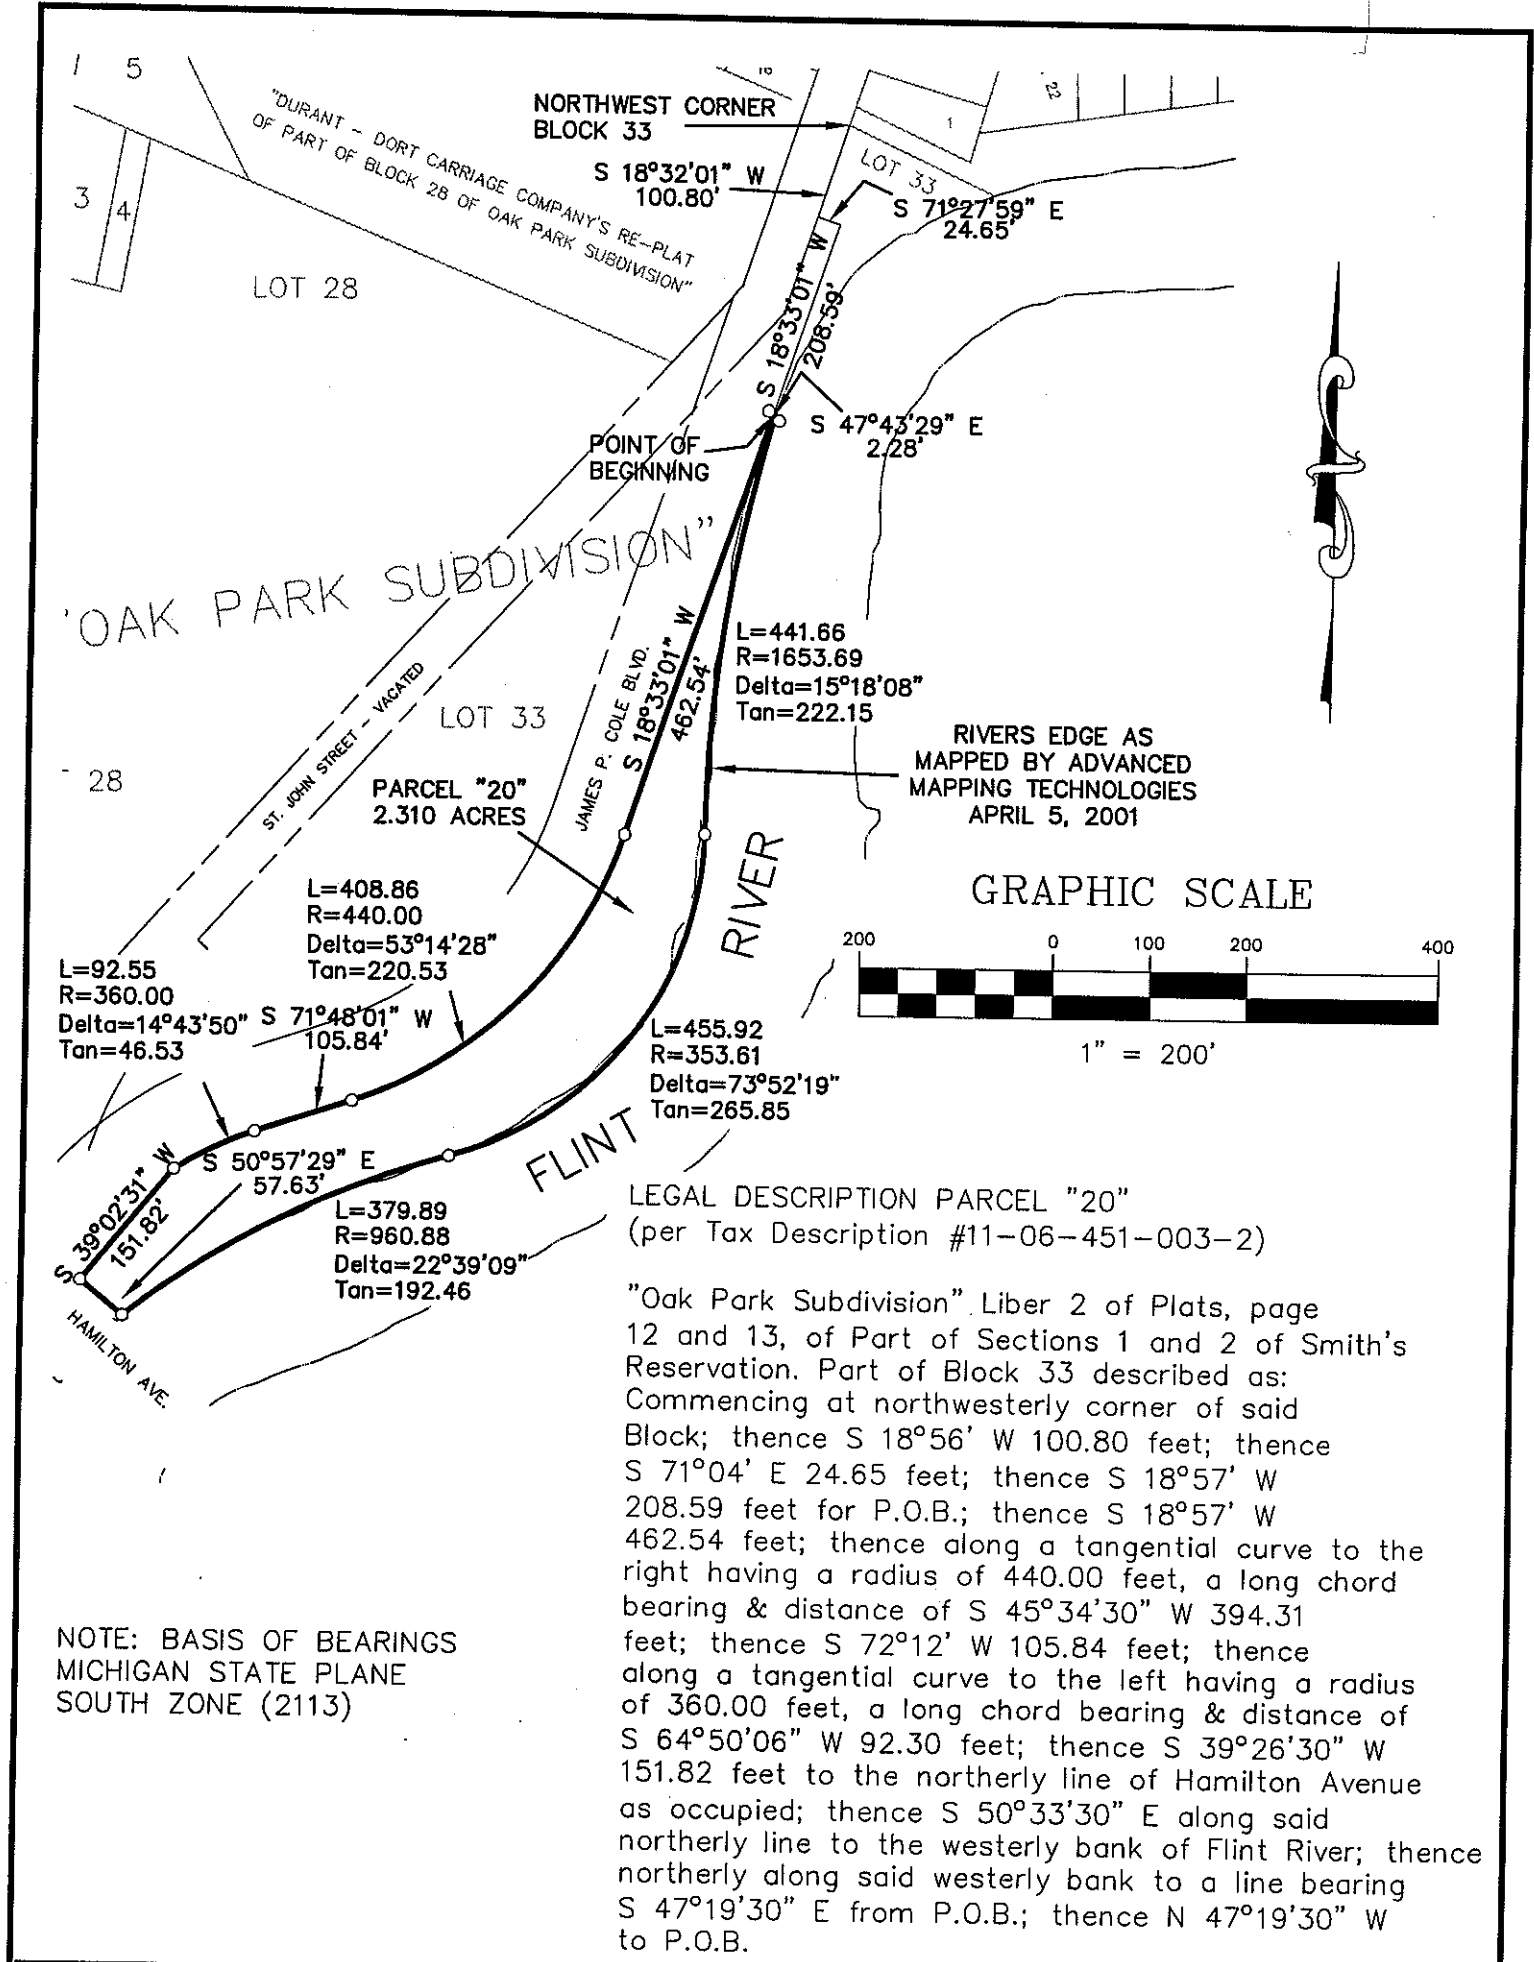 1 5
"DURANT - DORT CARRIAGE COMPANY'S RE-PLAT
OF PART OF BLOCK 28 OF OAK PARK SUBDIVISION"
3
4
LOT 28
16
NORTHWEST CORNER
BLOCK 33
1
22
LOT 33
S 18°32'01" W
100.80'
S 71°27'59" E
24.65'
S 18°33'01" W
208.59'
S 47°43'29" E
2.28'
POINT OF
BEGINNING
'OAK PARK SUBDIVISION"
ST. JOHN STREET - VACATED
LOT 33
- 28
JAMES P. COLE BLVD.
S 18°33'01" W
462.54'
L=441.66
R=1653.69
Delta=15°18'08"
Tan=222.15
RIVERS EDGE AS
MAPPED BY ADVANCED
MAPPING TECHNOLOGIES
APRIL 5, 2001
PARCEL "20"
2.310 ACRES
L=408.86
R=440.00
Delta=53°14'28"
Tan=220.53
L=92.55
R=360.00
Delta=14°43'50"
Tan=46.53
S 71°48'01" W
105.84'
FLINT RIVER
GRAPHIC SCALE
200 0 100 200 400
1" = 200'
L=455.92
R=353.61
Delta=73°52'19"
Tan=265.85
S 39°02'31" W
151.82'
S 50°57'29" E
57.63'
L=379.89
R=960.88
Delta=22°39'09"
Tan=192.46
HAMILTON AVE.
LEGAL DESCRIPTION PARCEL "20"
(per Tax Description #11-06-451-003-2)
"Oak Park Subdivision" Liber 2 of Plats, page
12 and 13, of Part of Sections 1 and 2 of Smith's
Reservation. Part of Block 33 described as:
Commencing at northwesterly corner of said
Block; thence S 18°56' W 100.80 feet; thence
S 71°04' E 24.65 feet; thence S 18°57' W
208.59 feet for P.O.B.; thence S 18°57' W
462.54 feet; thence along a tangential curve to the
right having a radius of 440.00 feet, a long chord
bearing & distance of S 45°34'30" W 394.31
feet; thence S 72°12' W 105.84 feet; thence
along a tangential curve to the left having a radius
of 360.00 feet, a long chord bearing & distance of
S 64°50'06" W 92.30 feet; thence S 39°26'30" W
151.82 feet to the northerly line of Hamilton Avenue
as occupied; thence S 50°33'30" E along said
northerly line to the westerly bank of Flint River; thence
northerly along said westerly bank to a line bearing
S 47°19'30" E from P.O.B.; thence N 47°19'30" W
to P.O.B.
NOTE: BASIS OF BEARINGS
MICHIGAN STATE PLANE
SOUTH ZONE (2113)